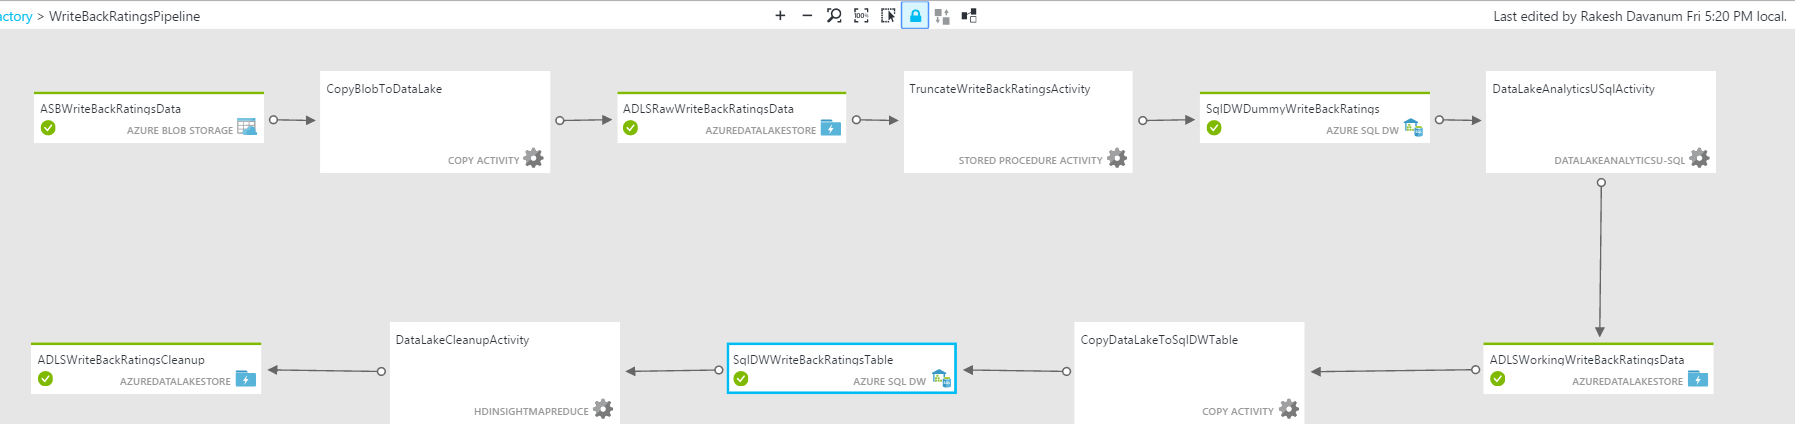 actory > WriteBackRatingsPipeline
100%
Last edited by Rakesh Davanum Fri 5:20 PM local.
ASBWriteBackRatingsData
AZURE BLOB STORAGE
CopyBlobToDataLake
COPY ACTIVITY
ADLSRawWriteBackRatingsData
AZUREDATALAKESTORE
TruncateWriteBackRatingsActivity
STORED PROCEDURE ACTIVITY
SqlDWDummyWriteBackRatings
AZURE SQL DW
DataLakeAnalyticsUSqlActivity
DATALAKEANALYTICSU-SQL
ADLSWriteBackRatingsCleanup
AZUREDATALAKESTORE
DataLakeCleanupActivity
HDINSIGHTMAPREDUCE
SqlDWWriteBackRatingsTable
AZURE SQL DW
CopyDataLakeToSqlDWTable
COPY ACTIVITY
ADLSWorkingWriteBackRatingsData
AZUREDATALAKESTORE